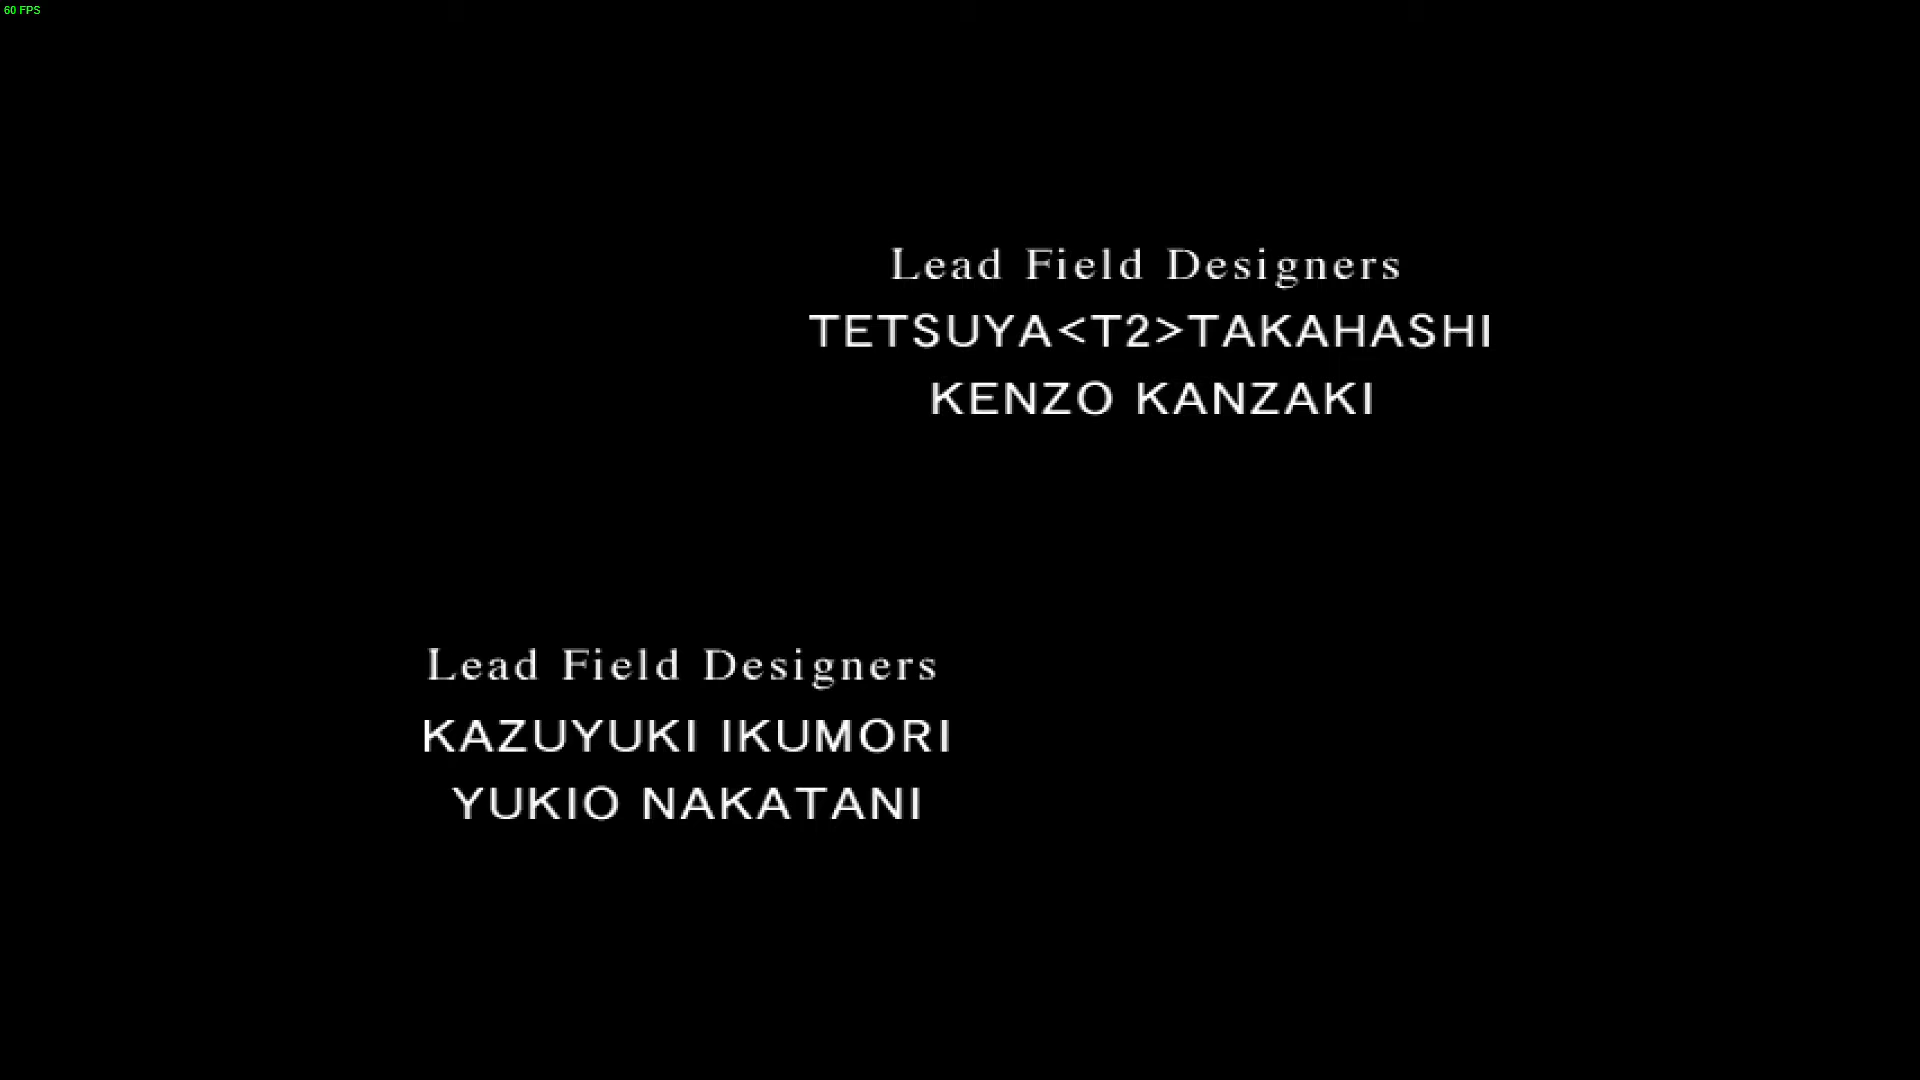 60 FPS
Lead Field Designers
TETSUYA<T2>TAKAHASHI
KENZO KANZAKI
Lead Field Designers
KAZUYUKI IKUMORI
YUKIO NAKATANI